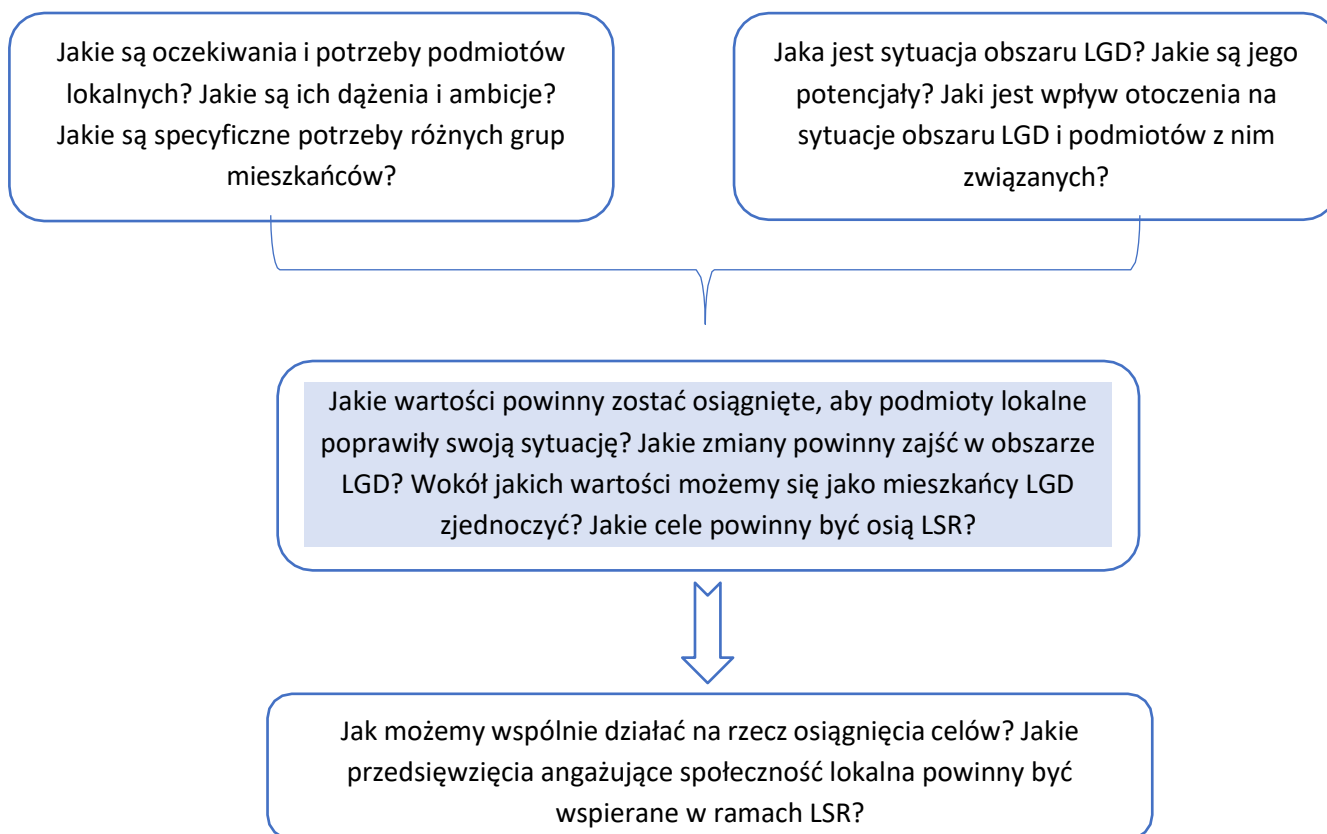 Jakie są oczekiwania i potrzeby podmiotów
lokalnych? Jakie są ich dążenia i ambicje?
Jakie są specyficzne potrzeby różnych grup
mieszkańców?
Jaka jest sytuacja obszaru LGD? Jakie są jego
potencjały? Jaki jest wpływ otoczenia na
sytuacje obszaru LGD i podmiotów z nim
związanych?
Jakie wartości powinny zostać osiągnięte, aby podmioty lokalne
poprawiły swoją sytuację? Jakie zmiany powinny zajść w obszarze
LGD? Wokół jakich wartości możemy się jako mieszkańcy LGD
zjednoczyć? Jakie cele powinny być osią LSR?
Jak możemy wspólnie działać na rzecz osiągnięcia celów? Jakie
przedsięwzięcia angażujące społeczność lokalna powinny być
wspierane w ramach LSR?